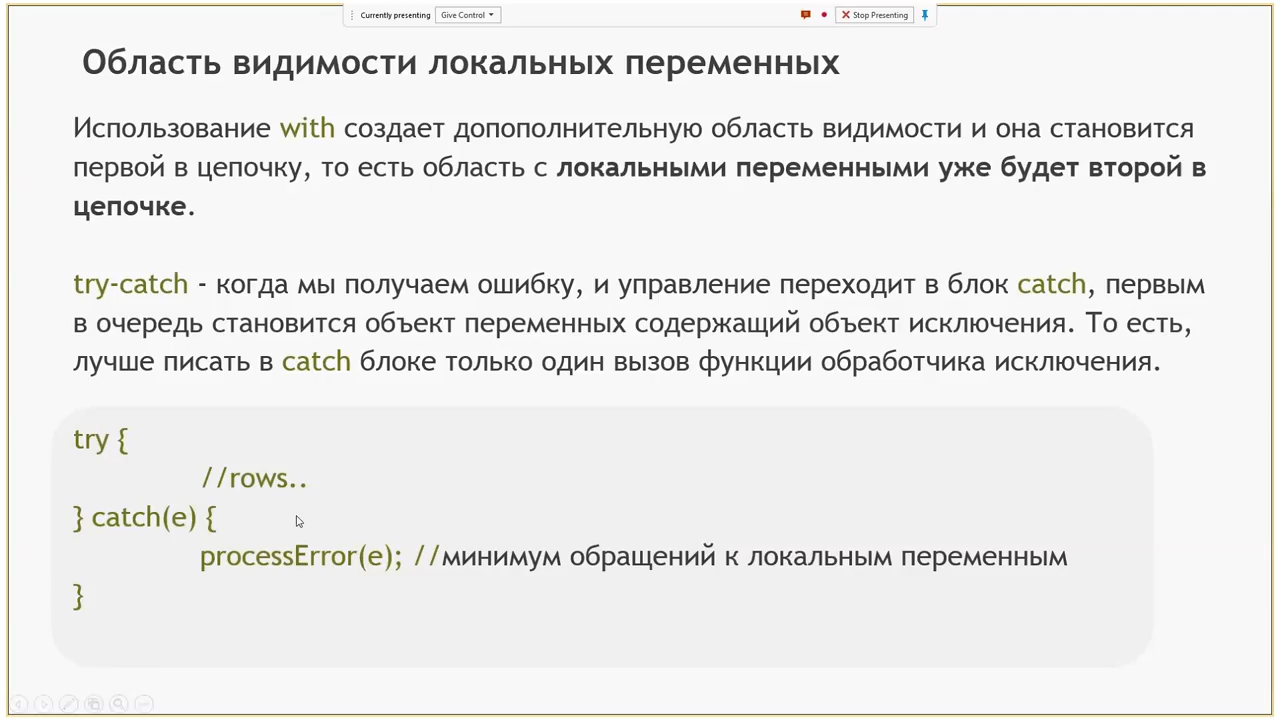 Currently presenting Give Control Stop Presenting
Область видимости локальных переменных
Использование with создает допополнительную область видимости и она становится
первой в цепочку, то есть область с локальными переменными уже будет второй в
цепочке.
try-catch - когда мы получаем ошибку, и управление переходит в блок catch, первым
в очередь становится объект переменных содержащий объект исключения. То есть,
лучше писать в catch блоке только один вызов функции обработчика исключения.
try {
//rows..
} catch(e) {
processError(e); //минимум обращений к локальным переменным
}